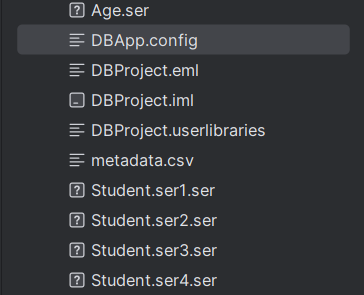 Age.ser
DBApp.config
DBProject.eml
DBProject.iml
DBProject.userlibraries
metadata.csv
Student.ser1.ser
Student.ser2.ser
Student.ser3.ser
Student.ser4.ser